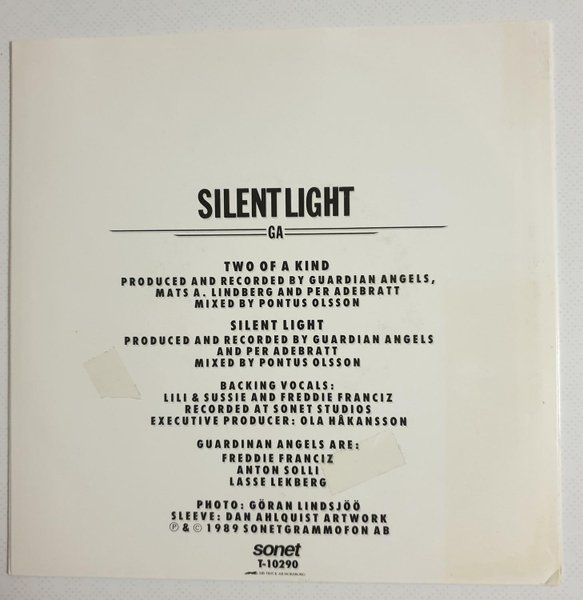 SILENT LIGHT
GA
TWO OF A KIND
PRODUCED AND RECORDED BY GUARDIAN ANGELS,
MATS A. LINDBERG AND PER ADEBRATT
MIXED BY PONTUS OLSSON
SILENT LIGHT
PRODUCED AND RECORDED BY GUARDIAN ANGELS
AND PER ADEBRATT
MIXED BY PONTUS OLSSON
BACKING VOCALS:
LILI & SUSSIE AND FREDDIE FRANCIZ
RECORDED AT SONET STUDIOS
EXECUTIVE PRODUCER: OLA HÅKANSSON
GUARDINAN ANGELS ARE:
FREDDIE FRANCIZ
ANTON SOLLI
LASSE LEKBERG
PHOTO: GÖRAN LINDSJÖÖ
SLEEVE: DAN AHLQUIST ARTWORK
℗ & © 1989 SONETGRAMMOFON AB
sonet
T-10290